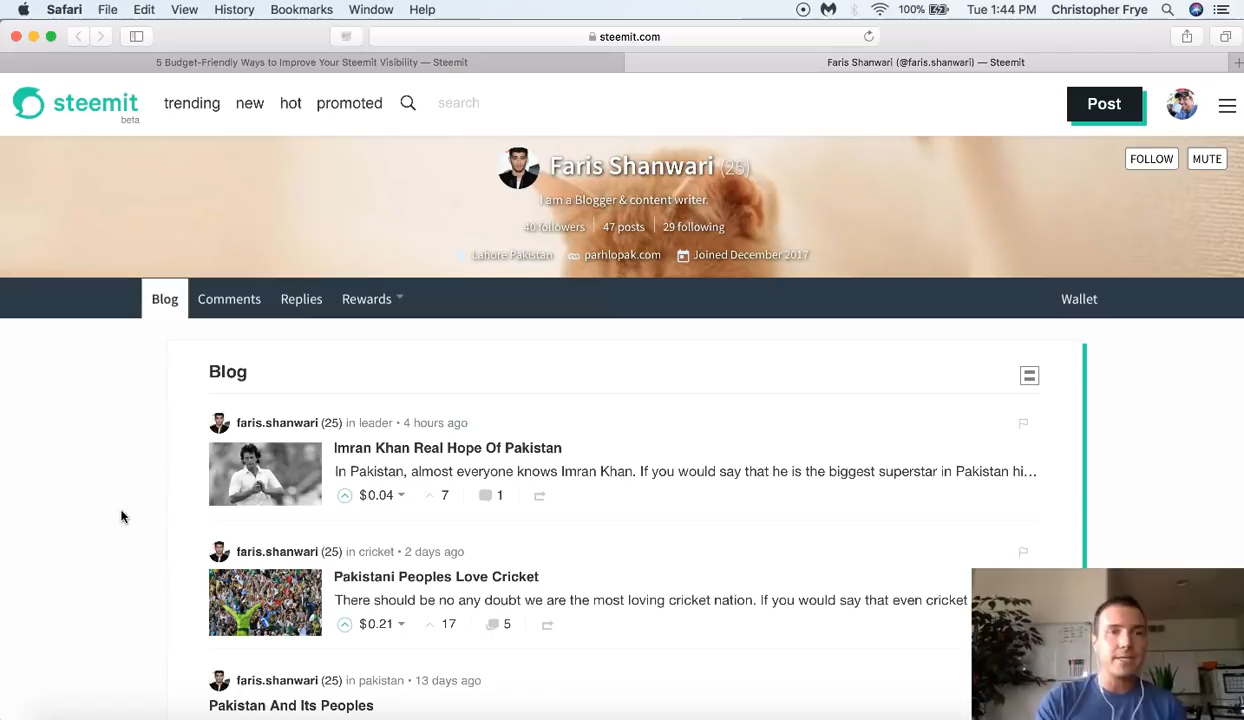 Safari File Edit View History Bookmarks Window Help 100% Tue 1:44 PM Christopher Frye
steemit.com
5 Budget-Friendly Ways to Improve Your Steemit Visibility — Steemit Faris Shanwari (@faris.shanwari) — Steemit
steemit beta trending new hot promoted search Post
Faris Shanwari (25) FOLLOW MUTE
I am a Blogger & content writer.
40 followers 47 posts 29 following
Lahore Pakistan parhlopak.com Joined December 2017
Blog Comments Replies Rewards Wallet
Blog
faris.shanwari (25) in leader • 4 hours ago
Imran Khan Real Hope Of Pakistan
In Pakistan, almost everyone knows Imran Khan. If you would say that he is the biggest superstar in Pakistan hi...
$0.04 7 1
faris.shanwari (25) in cricket • 2 days ago
Pakistani Peoples Love Cricket
There should be no any doubt we are the most loving cricket nation. If you would say that even cricket
$0.21 17 5
faris.shanwari (25) in pakistan • 13 days ago
Pakistan And Its Peoples